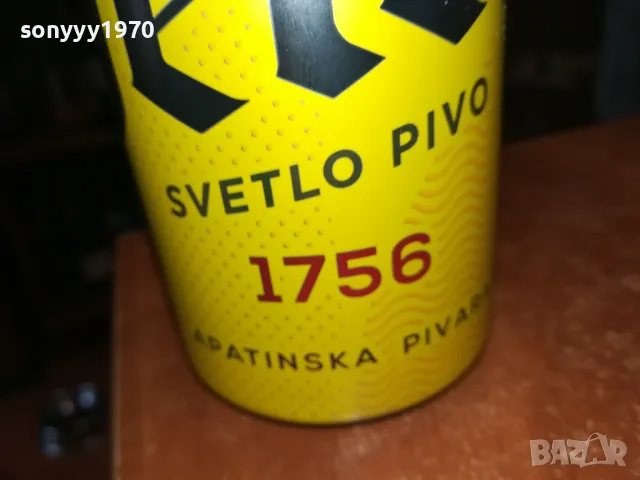 sonyyy1970
SVETLO PIVO
1756
APATINSKA PIVAR
BAZAR